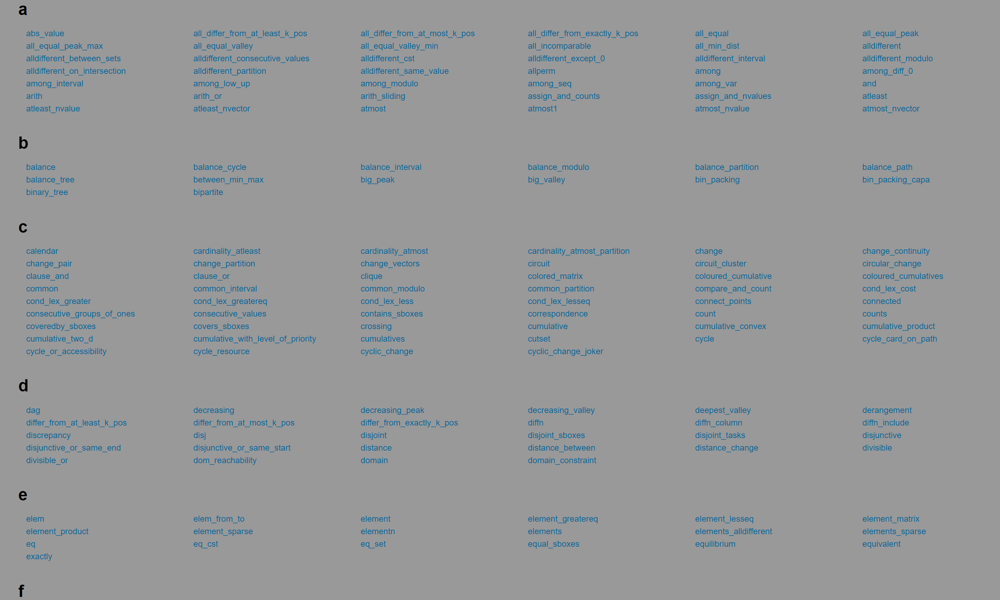 a
abs_value all_differ_from_at_least_k_pos all_differ_from_at_most_k_pos all_differ_from_exactly_k_pos all_equal all_equal_peak
all_equal_peak_max all_equal_valley all_equal_valley_min all_incomparable all_min_dist alldifferent
alldifferent_between_sets alldifferent_consecutive_values alldifferent_cst alldifferent_except_0 alldifferent_interval alldifferent_modulo
alldifferent_on_intersection alldifferent_partition alldifferent_same_value allperm among among_diff_0
among_interval among_low_up among_modulo among_seq among_var and
arith arith_or arith_sliding assign_and_counts assign_and_nvalues atleast
atleast_nvalue atleast_nvector atmost atmost1 atmost_nvalue atmost_nvector
b
balance balance_cycle balance_interval balance_modulo balance_partition balance_path
balance_tree between_min_max big_peak big_valley bin_packing bin_packing_capa
binary_tree bipartite
c
calendar cardinality_atleast cardinality_atmost cardinality_atmost_partition change change_continuity
change_pair change_partition change_vectors circuit circuit_cluster circular_change
clause_and clause_or clique colored_matrix coloured_cumulative coloured_cumulatives
common common_interval common_modulo common_partition compare_and_count cond_lex_cost
cond_lex_greater cond_lex_greatereq cond_lex_less cond_lex_lesseq connect_points connected
consecutive_groups_of_ones consecutive_values contains_sboxes correspondence count counts
coveredby_sboxes covers_sboxes crossing cumulative cumulative_convex cumulative_product
cumulative_two_d cumulative_with_level_of_priority cumulatives cutset cycle cycle_card_on_path
cycle_or_accessibility cycle_resource cyclic_change cyclic_change_joker
d
dag decreasing decreasing_peak decreasing_valley deepest_valley derangement
differ_from_at_least_k_pos differ_from_at_most_k_pos differ_from_exactly_k_pos diffn diffn_column diffn_include
discrepancy disj disjoint disjoint_sboxes disjoint_tasks disjunctive
disjunctive_or_same_end disjunctive_or_same_start distance distance_between distance_change divisible
divisible_or dom_reachability domain domain_constraint
e
elem elem_from_to element element_greatereq element_lesseq element_matrix
element_product element_sparse elementn elements elements_alldifferent elements_sparse
eq eq_cst eq_set equal_sboxes equilibrium equivalent
exactly
f